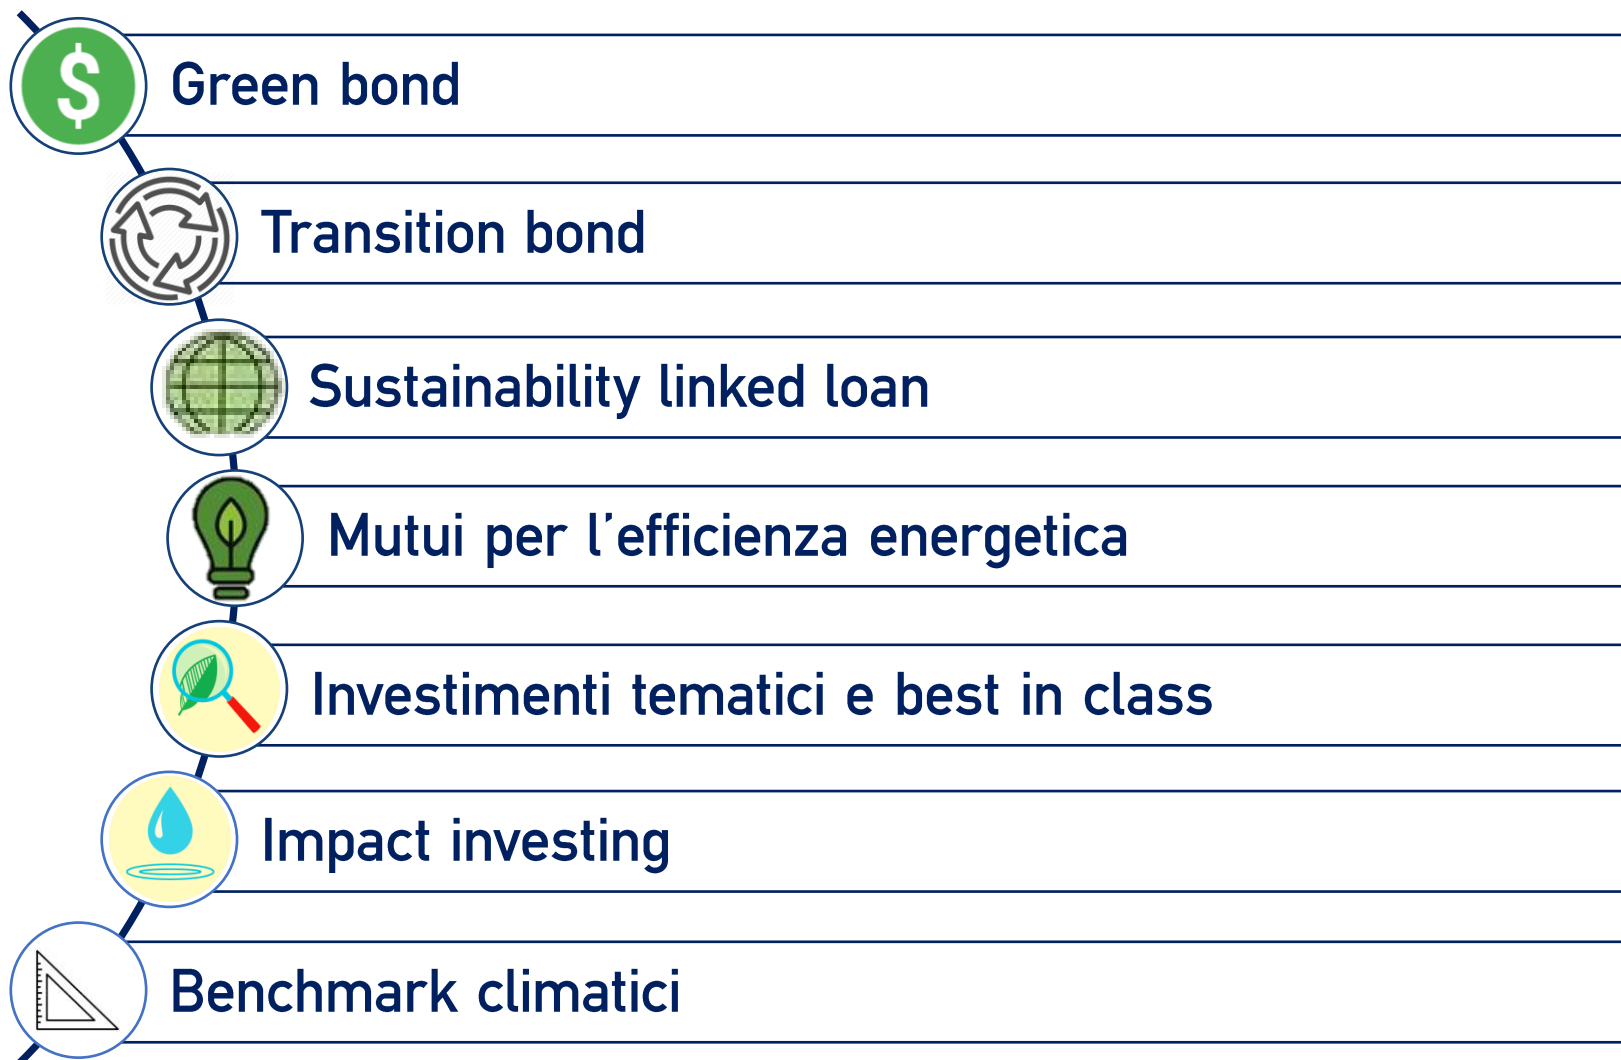 Green bond
Transition bond
Sustainability linked loan
Mutui per l'efficienza energetica
Investimenti tematici e best in class
Impact investing
Benchmark climatici